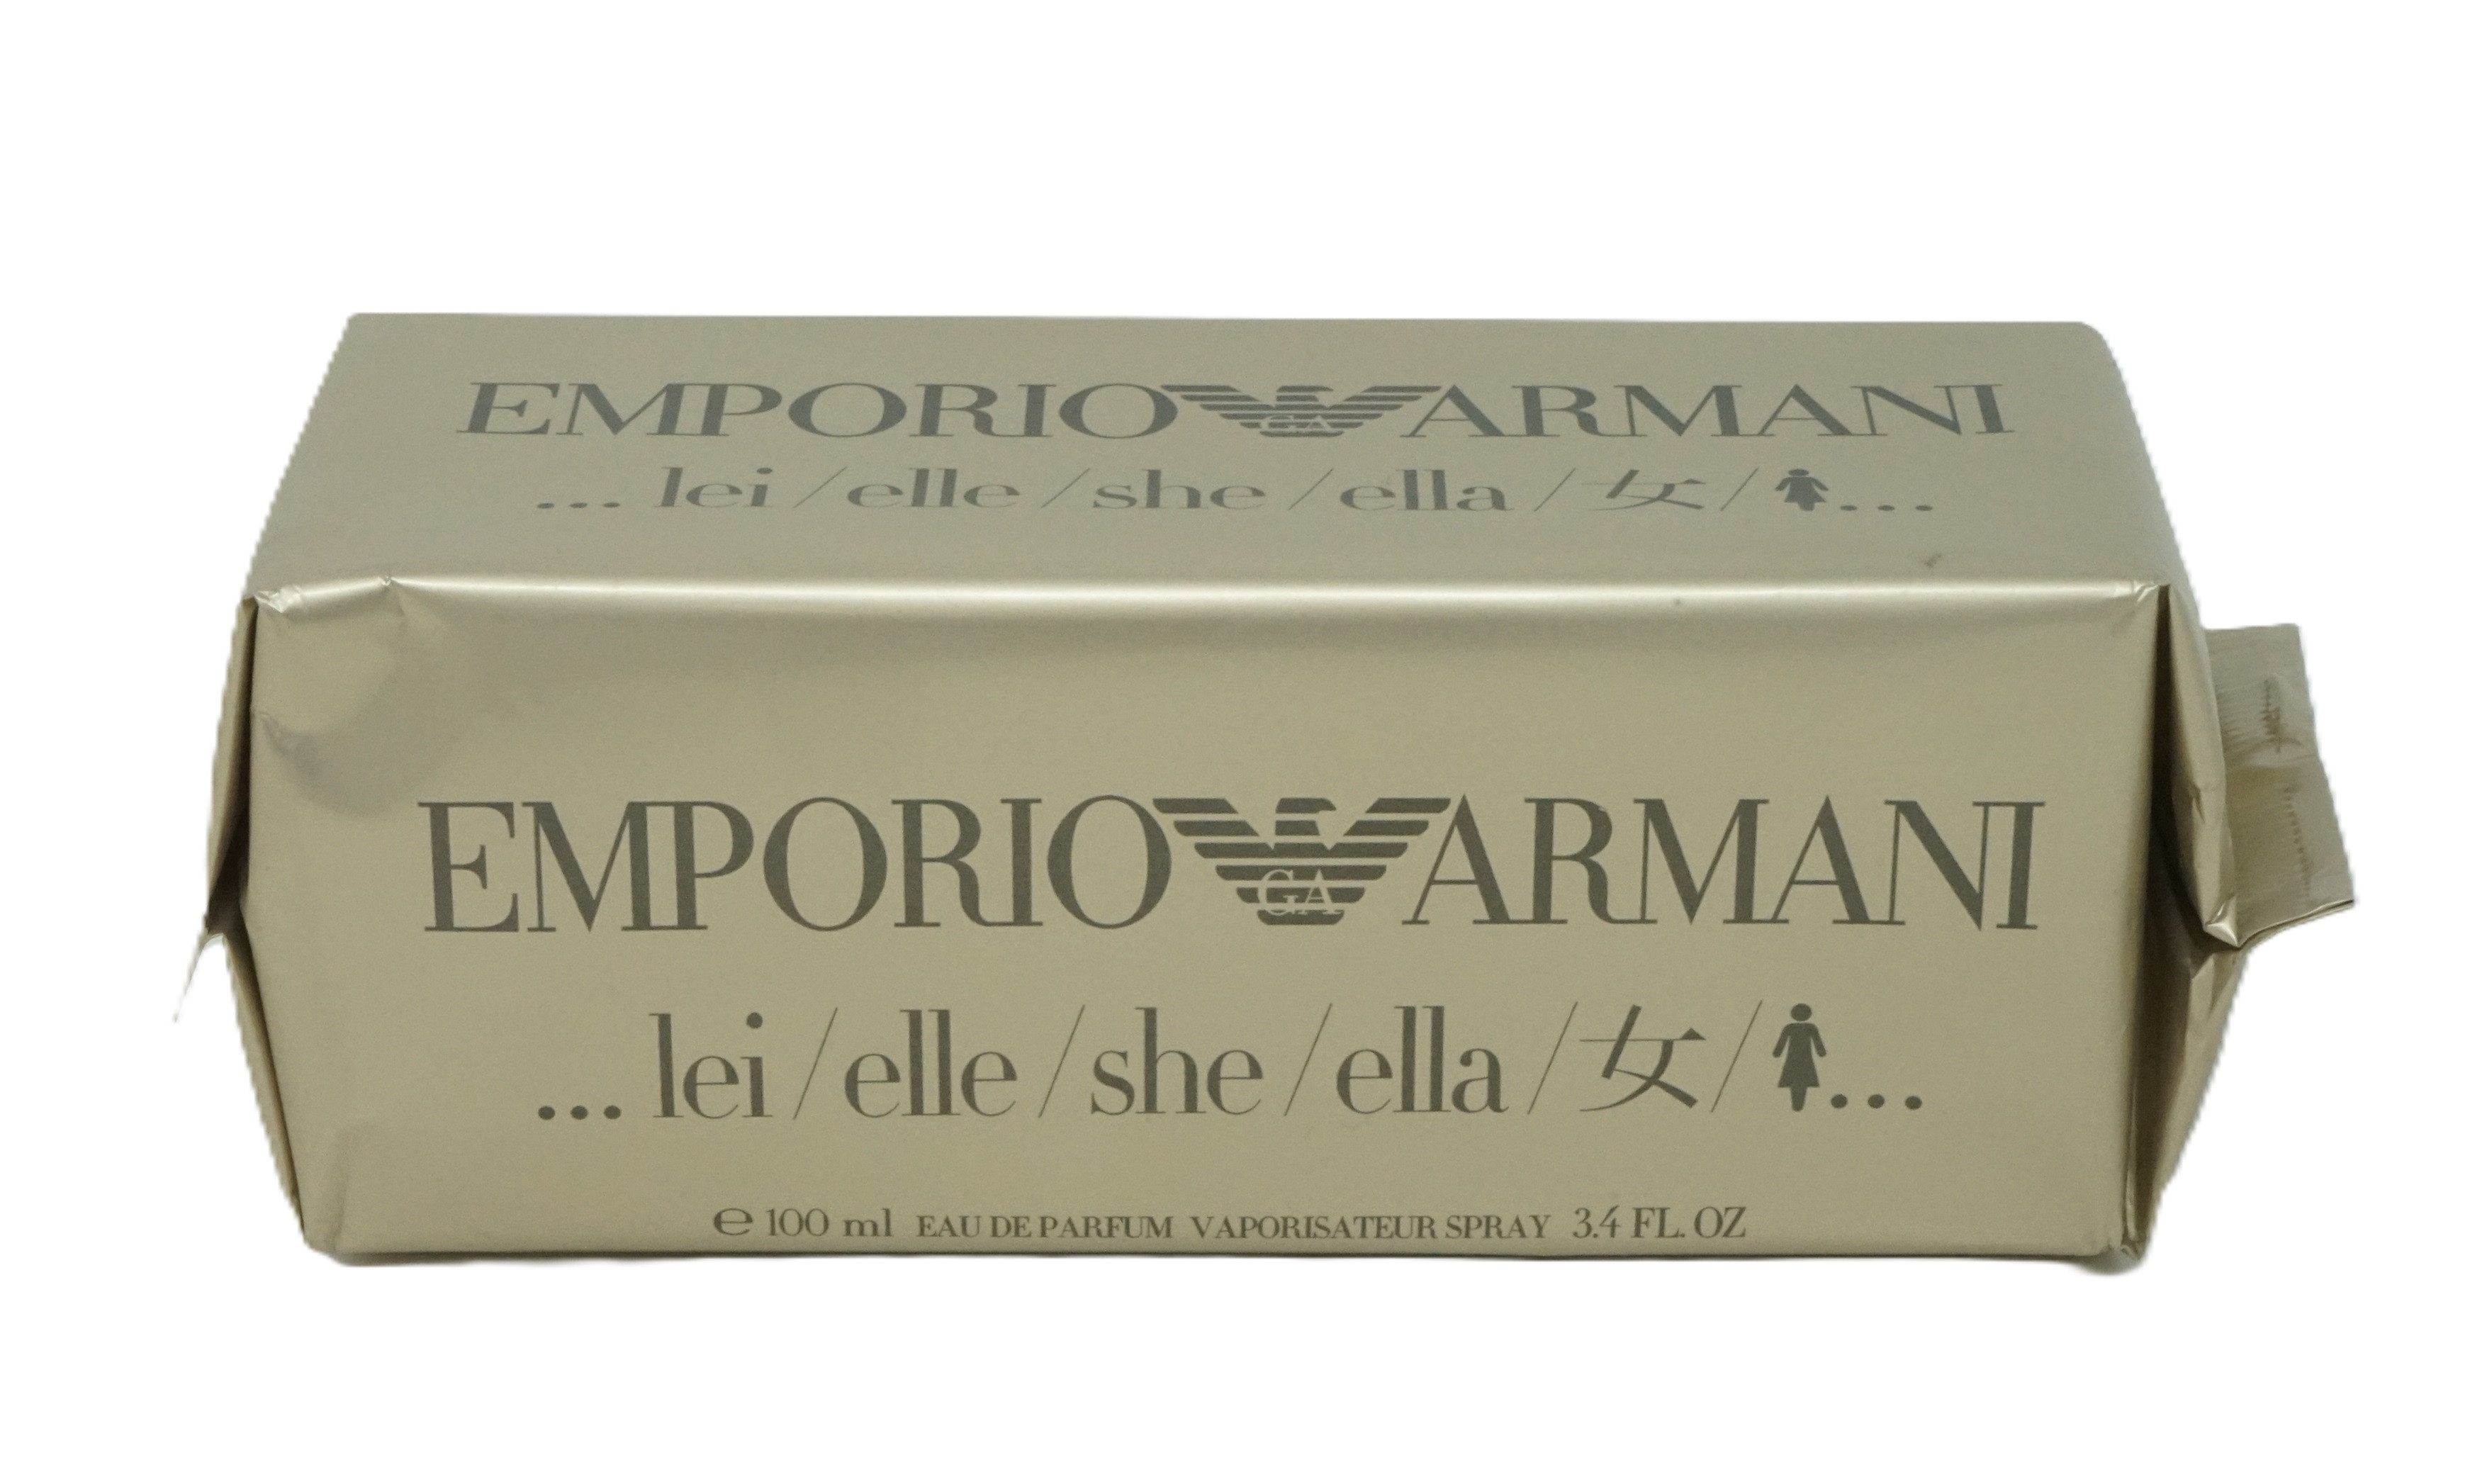 EMPORIO GA ARMANI
... lei / elle / she / ella / 女 / ...
EMPORIO GA ARMANI
... lei / elle / she / ella / 女 / ...
℮ 100 ml EAU DE PARFUM VAPORISATEUR SPRAY 3.4 FL. OZ